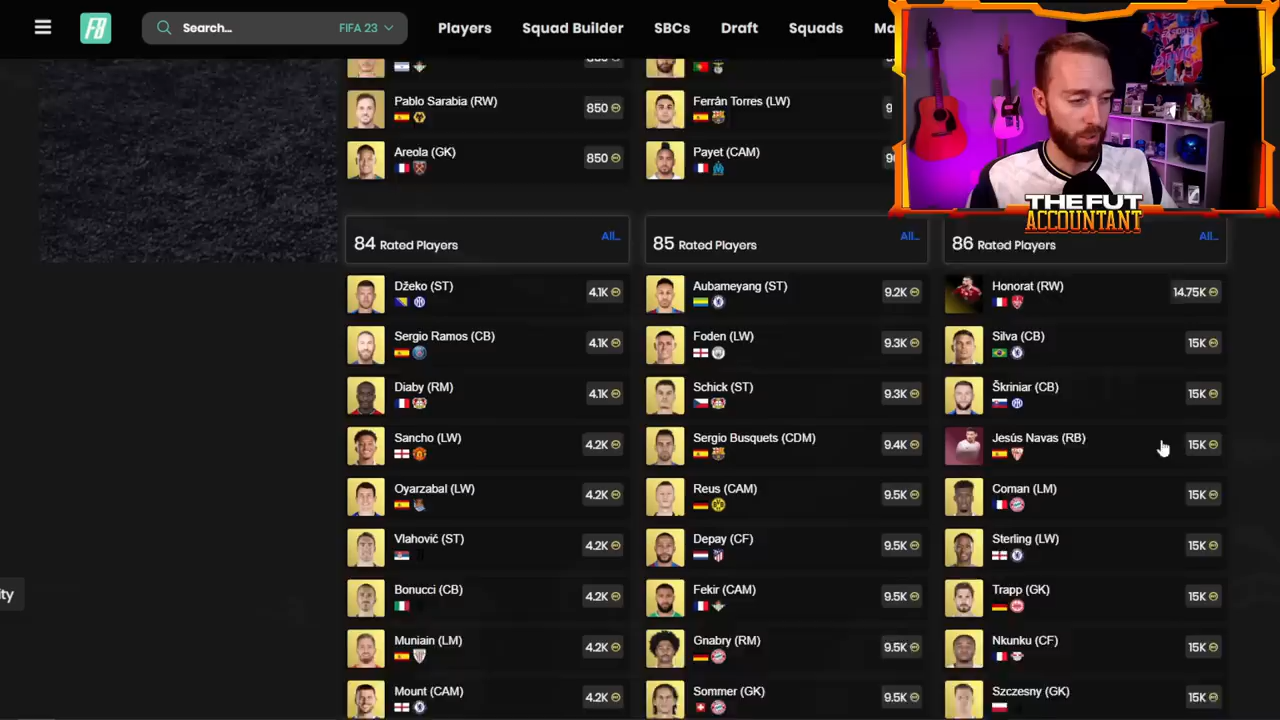 FB Search... FIFA 23 Players Squad Builder SBCs Draft Squads Ma
Pablo Sarabia (RW) 850
Ferrán Torres (LW) 9
Areola (GK) 850
Payet (CAM)
THE FUT
ACCOUNTANT
84 Rated Players All...
Džeko (ST) 4.1K
Sergio Ramos (CB) 4.1K
Diaby (RM) 4.1K
Sancho (LW) 4.2K
Oyarzabal (LW) 4.2K
Vlahović (ST) 4.2K
Bonucci (CB) 4.2K
Muniain (LM) 4.2K
Mount (CAM) 4.2K
85 Rated Players All...
Aubameyang (ST) 9.2K
Foden (LW) 9.3K
Schick (ST) 9.3K
Sergio Busquets (CDM) 9.4K
Reus (CAM) 9.5K
Depay (CF) 9.5K
Fekir (CAM) 9.5K
Gnabry (RM) 9.5K
Sommer (GK) 9.5K
86 Rated Players All...
Honorat (RW) 14.75K
Silva (CB) 15K
Škriniar (CB) 15K
Jesús Navas (RB) 15K
Coman (LM) 15K
Sterling (LW) 15K
Trapp (GK) 15K
Nkunku (CF) 15K
Szczesny (GK) 15K
ity